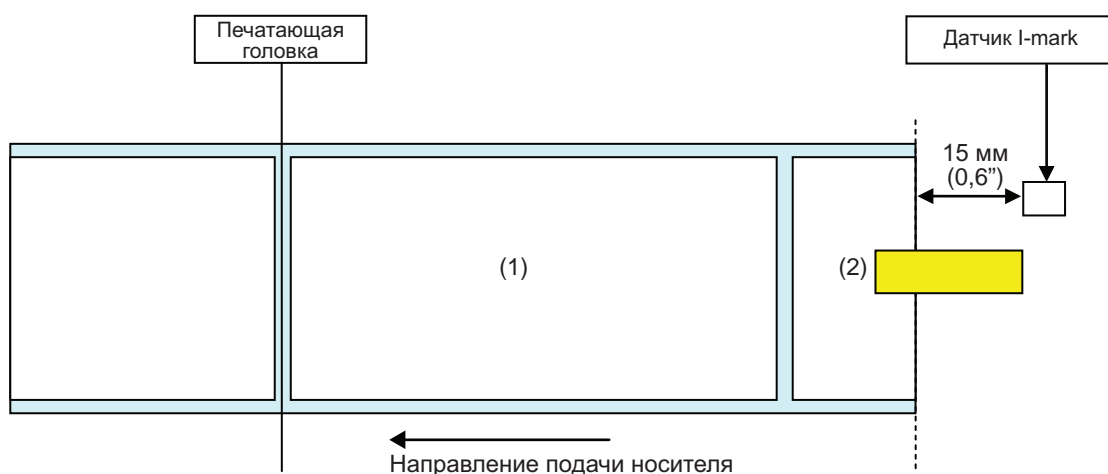 Печатающая
головка
Датчик I-mark
15 мм
(0,6”)
(1)
(2)
Направление подачи носителя